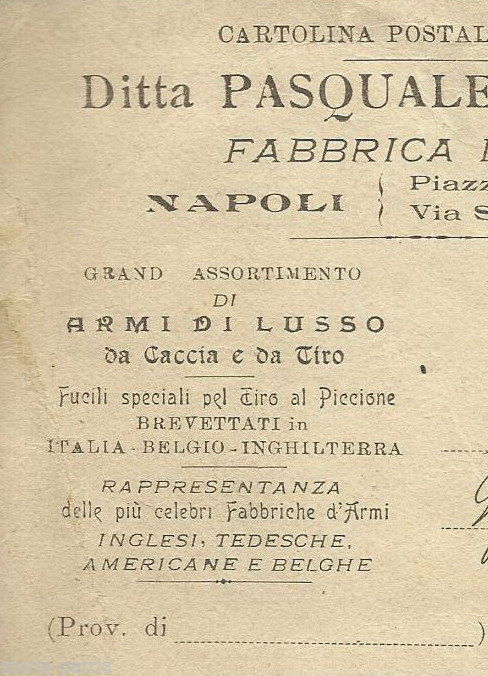 CARTOLINA POSTAL
Ditta PASQUALE
FABBRICA
NAPOLI
Piazz
Via S
GRAND ASSORTIMENTO
DI
ARMI DI LUSSO
da Caccia e da Tiro
Fucili speciali pel Tiro al Piccione
BREVETTATI in
ITALIA-BELGIO-INGHILTERRA
RAPPRESENTANZA
delle più celebri Fabbriche d'Armi
INGLESI, TEDESCHE,
AMERICANE E BELGHE
(Prov. di )